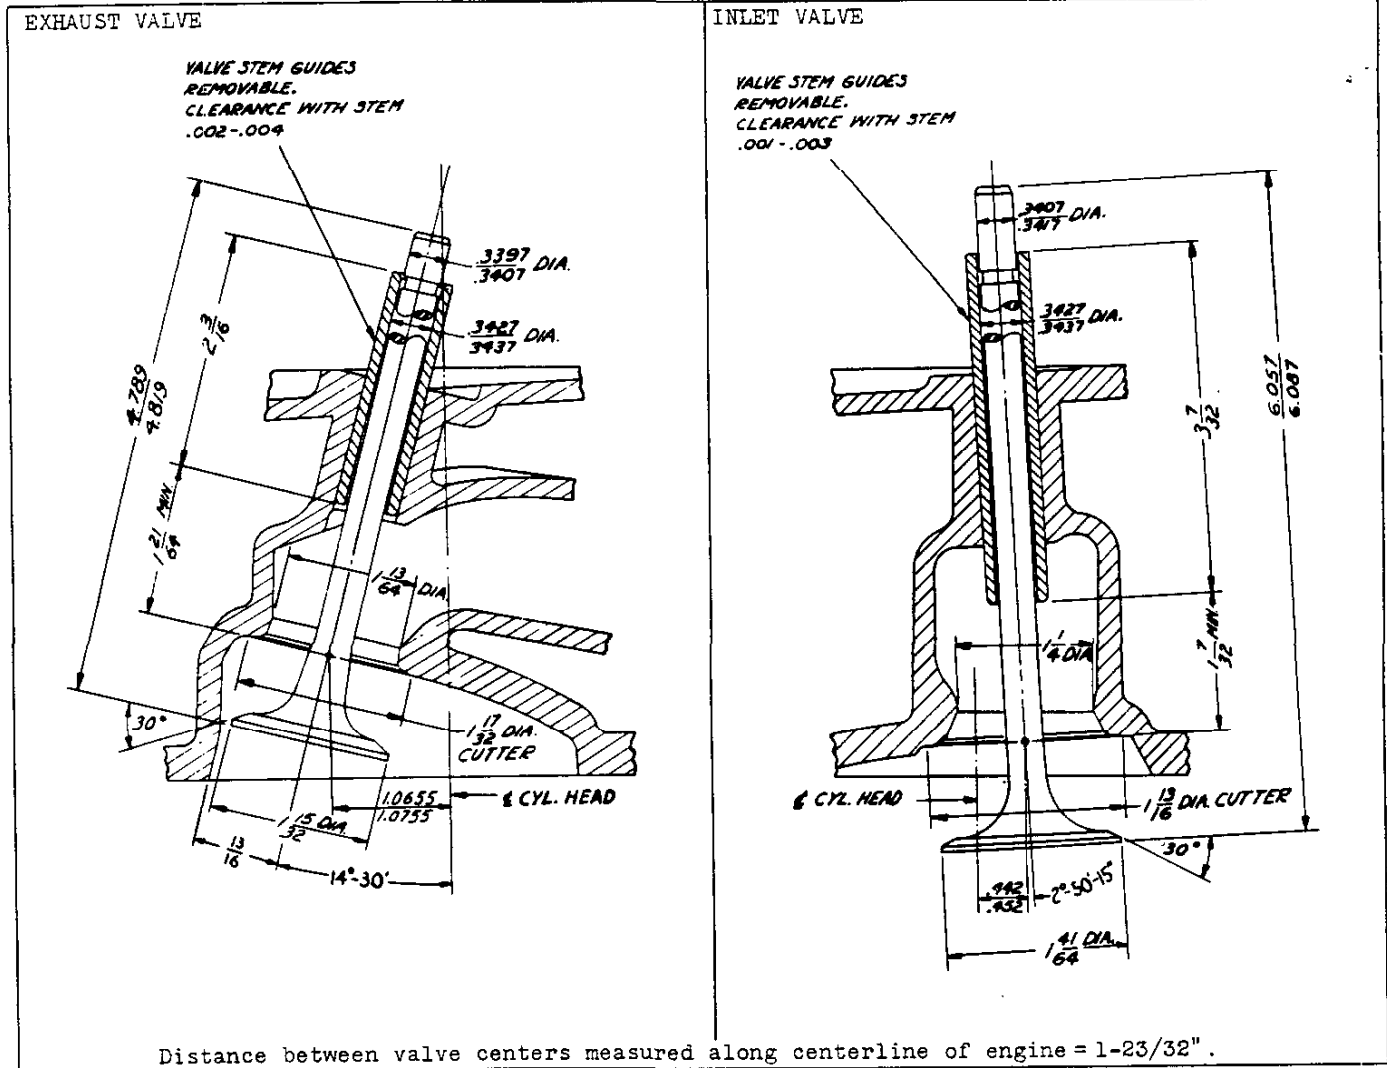 EXHAUST VALVE
VALVE STEM GUIDES
REMOVABLE.
CLEARANCE WITH STEM
.002-.004
.3397
.3407 DIA.
.3427
.3437 DIA.
2 3/16
4.789
4.819
1 21/64 MIN.
1 13/64 DIA.
30°
1 17/32 DIA.
CUTTER
1.0655
1.0755
℄ CYL. HEAD
1 15/32 DIA.
13/16
14°-30'
INLET VALVE
VALVE STEM GUIDES
REMOVABLE.
CLEARANCE WITH STEM
.001-.003
.3407
.3417 DIA.
.3427
.3437 DIA.
6.057
6.087
3 7/32
1 7/32 MIN.
1 1/4 DIA.
℄ CYL. HEAD
1 13/16 DIA. CUTTER
30°
.442
.452
2°-50'-15"
1 41/64 DIA.
Distance between valve centers measured along centerline of engine = 1-23/32".